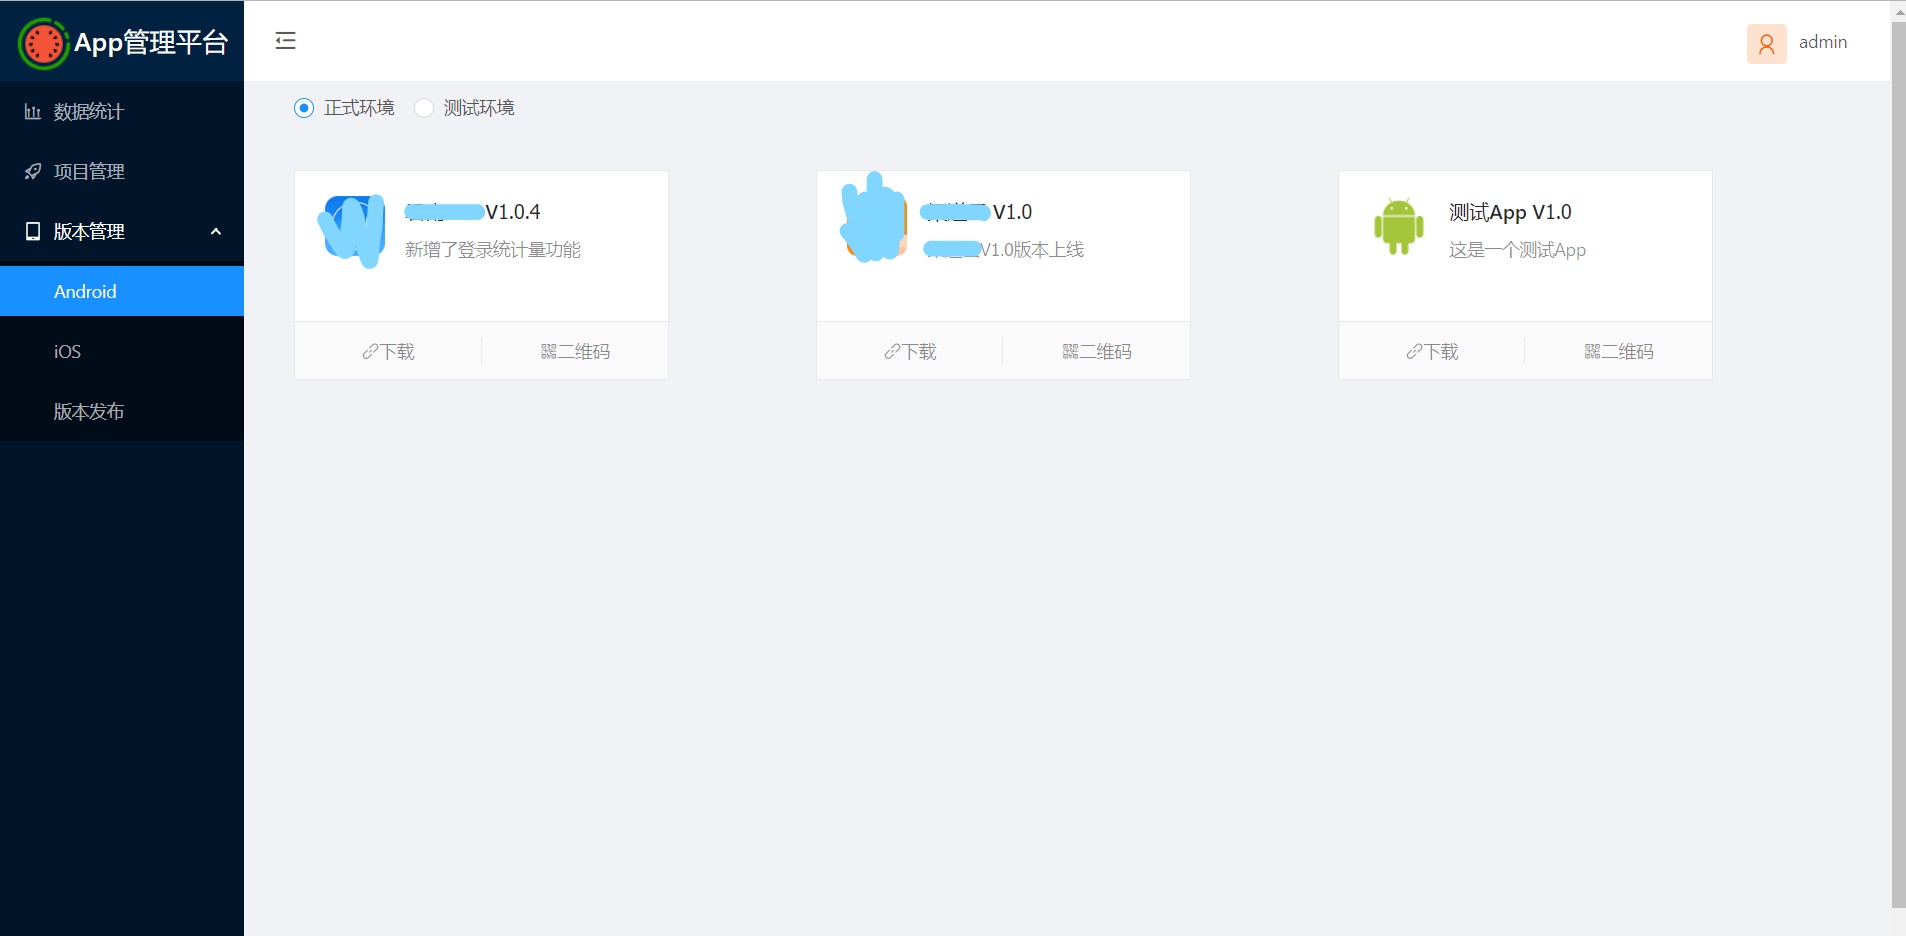 App管理平台
admin
数据统计
项目管理
版本管理
Android
iOS
版本发布
正式环境
测试环境
V1.0.4
新增了登录统计量功能
下载
二维码
V1.0
V1.0版本上线
下载
二维码
测试App V1.0
这是一个测试App
下载
二维码